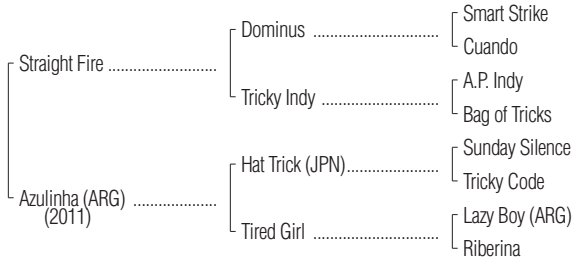 Smart Strike
Dominus
Cuando
Straight Fire
A.P. Indy
Tricky Indy
Bag of Tricks
Sunday Silence
Hat Trick (JPN)
Tricky Code
Azulinha (ARG)
(2011)
Lazy Boy (ARG)
Tired Girl
Riberina